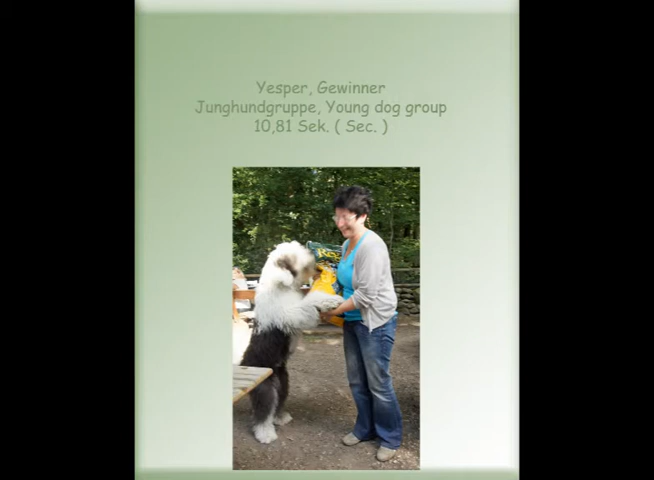 Yesper, Gewinner
Junghundgruppe, Young dog group
10,81 Sek. ( Sec. )